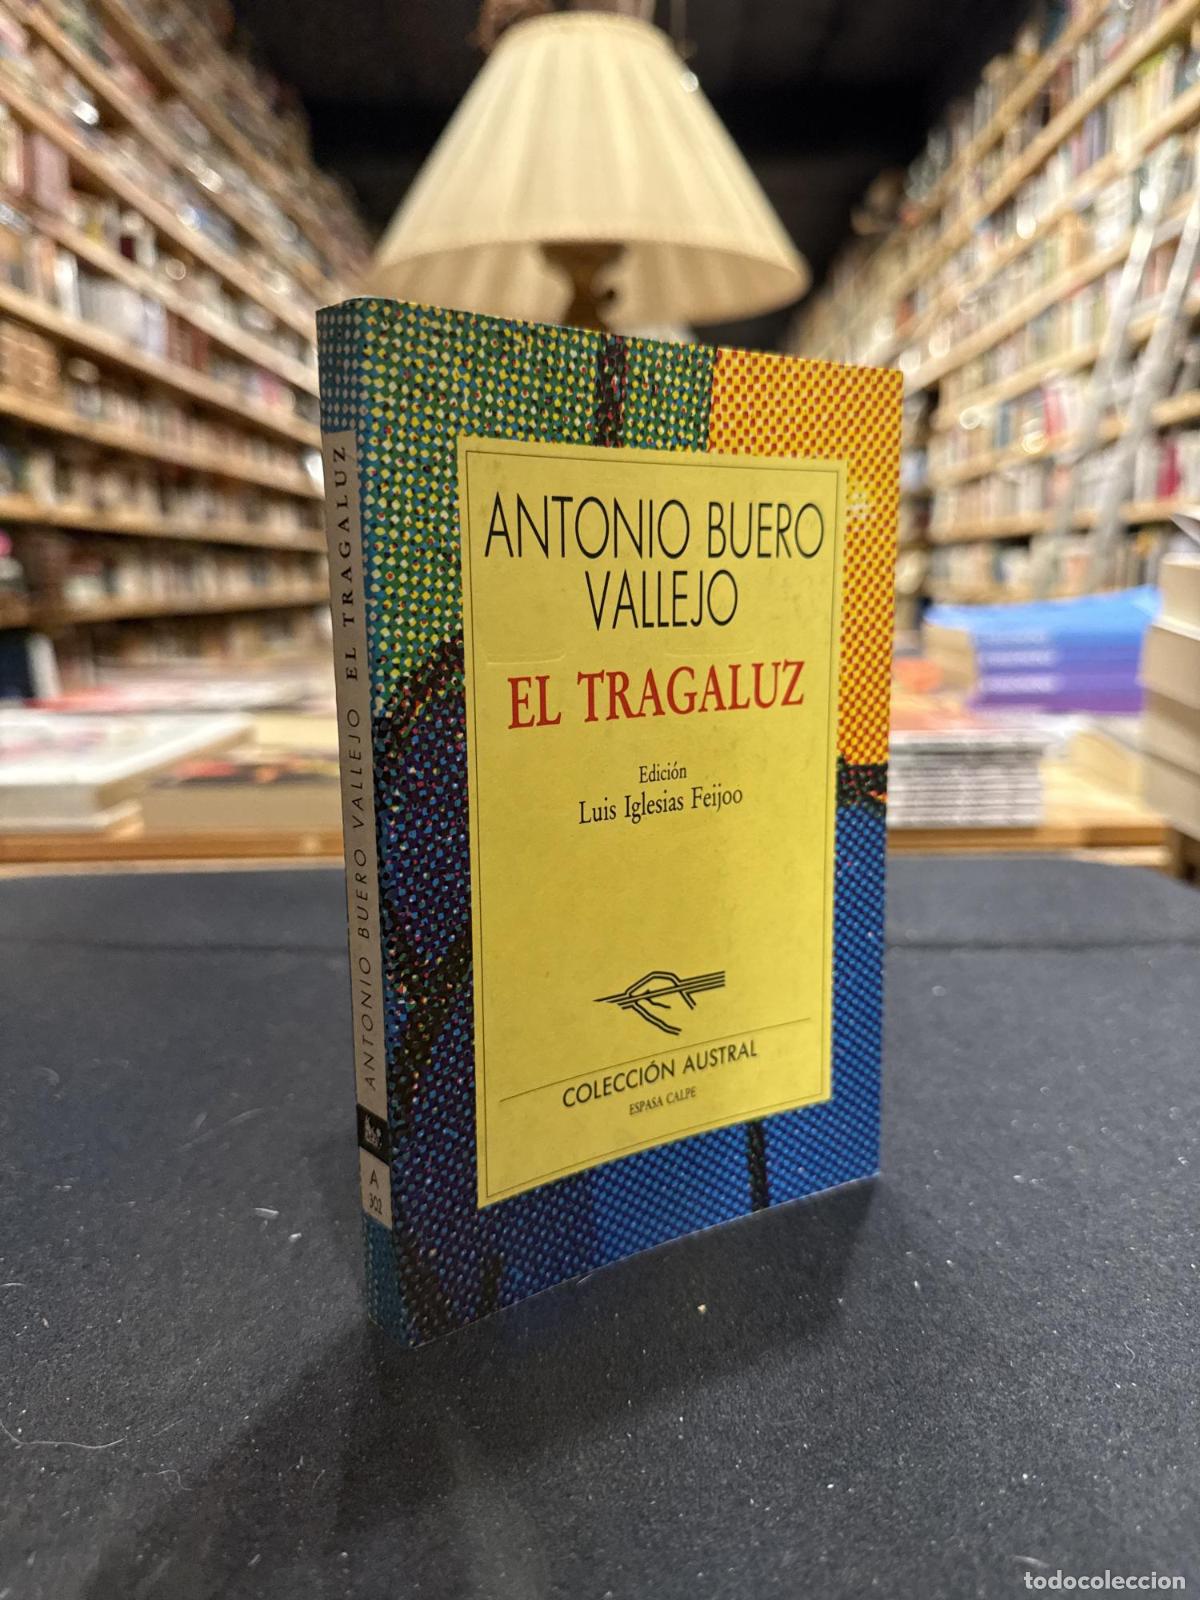 ANTONIO BUERO
VALLEJO
EL TRAGALUZ
Edición
Luis Iglesias Feijoo
COLECCIÓN AUSTRAL
ESPASA CALPE
ANTONIO BUERO VALLEJO EL TRAGALUZ
A
302
todocoleccion